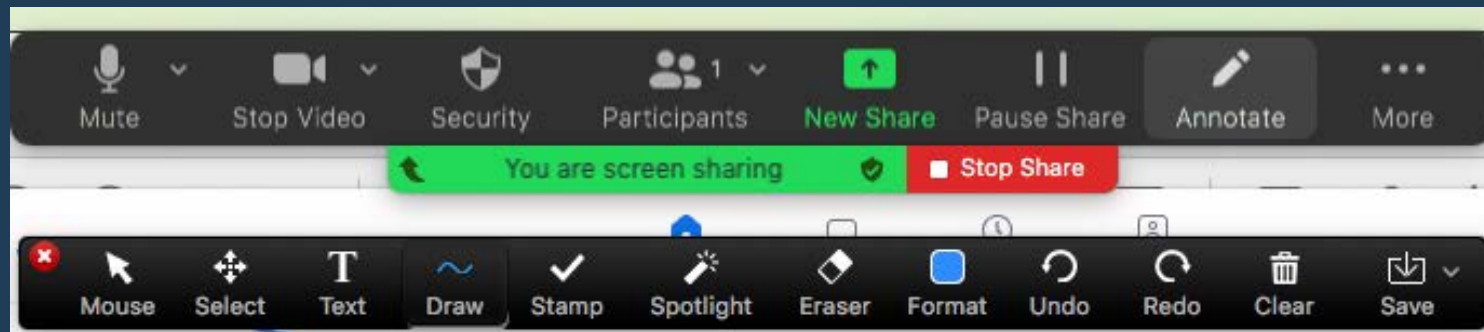 1
Mute Stop Video Security Participants New Share Pause Share Annotate More
You are screen sharing Stop Share
T
Mouse Select Text Draw Stamp Spotlight Eraser Format Undo Redo Clear Save